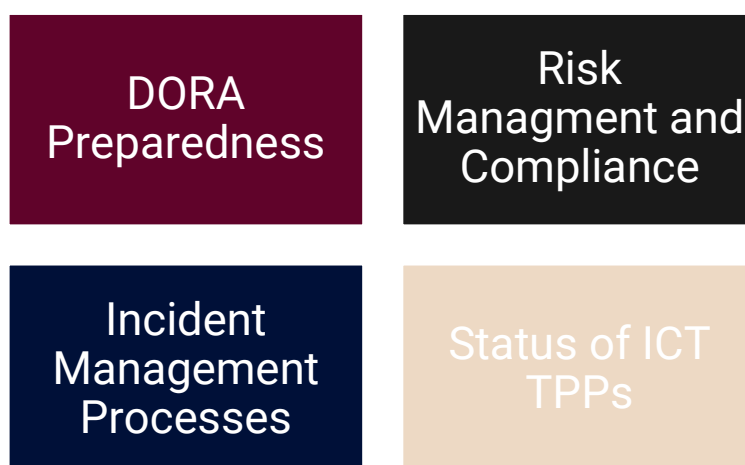 DORA
Preparedness
Risk
Managment and
Compliance
Incident
Management
Processes
Status of ICT
TPPs